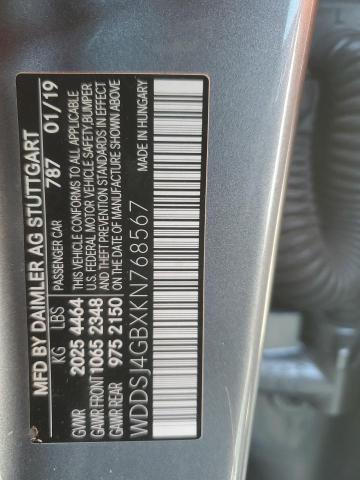 MFD BY DAIMLER AG STUTTGART
PASSENGER CAR 787 01/19
KG LBS
GVWR 2025 4464
GAWR FRONT 1065 2348
GAWR REAR 975 2150
THIS VEHICLE CONFORMS TO ALL APPLICABLE
U.S. FEDERAL MOTOR VEHICLE SAFETY, BUMPER
AND THEFT PREVENTION STANDARDS IN EFFECT
ON THE DATE OF MANUFACTURE SHOWN ABOVE
WDDSJ4GBXKN768567 MADE IN HUNGARY